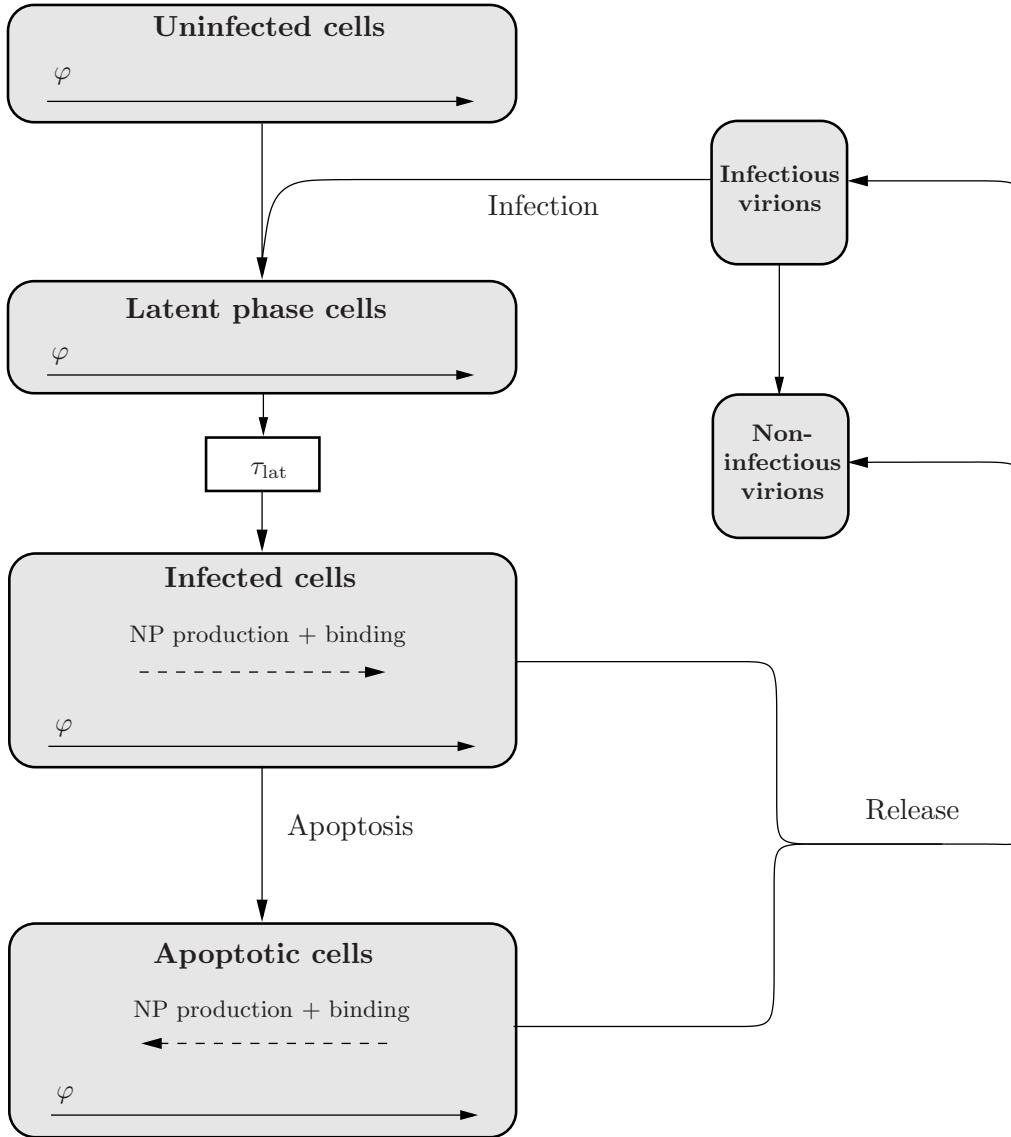 Uninfected cells
φ
Infectious
virions
Infection
Latent phase cells
φ
Non-
infectious
virions
τlat
Infected cells
NP production + binding
φ
Release
Apoptosis
Apoptotic cells
NP production + binding
φ